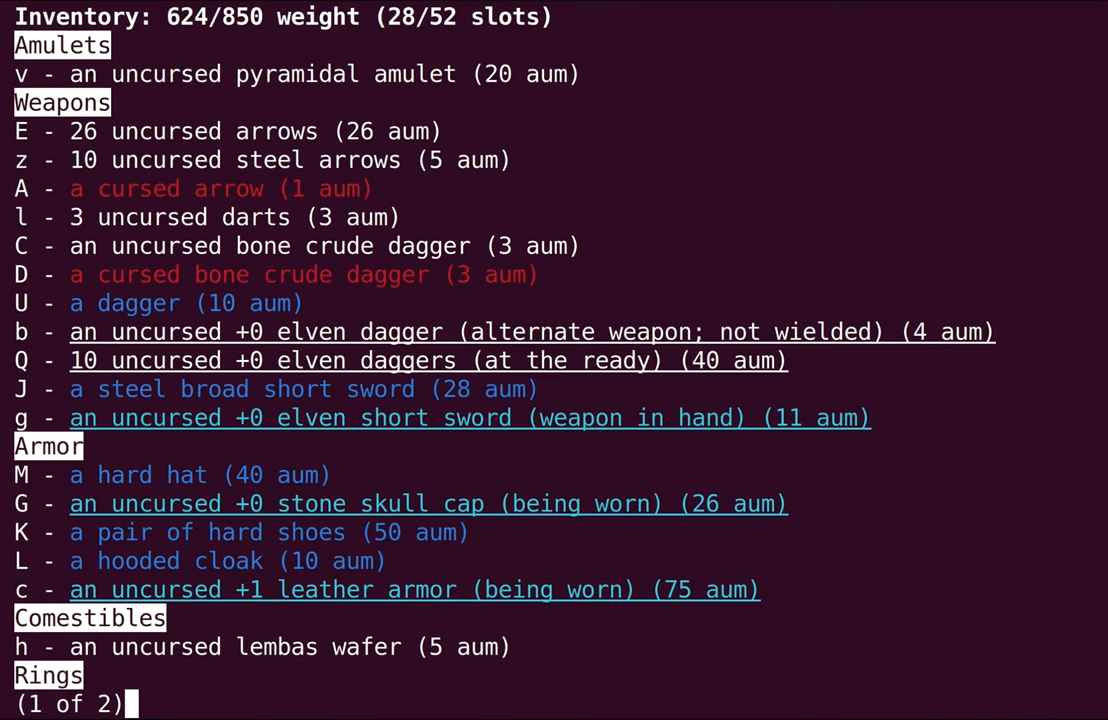 Inventory: 624/850 weight (28/52 slots)
Amulets
v - an uncursed pyramidal amulet (20 aum)
Weapons
E - 26 uncursed arrows (26 aum)
z - 10 uncursed steel arrows (5 aum)
A - a cursed arrow (1 aum)
l - 3 uncursed darts (3 aum)
C - an uncursed bone crude dagger (3 aum)
D - a cursed bone crude dagger (3 aum)
U - a dagger (10 aum)
b - an uncursed +0 elven dagger (alternate weapon; not wielded) (4 aum)
Q - 10 uncursed +0 elven daggers (at the ready) (40 aum)
J - a steel broad short sword (28 aum)
g - an uncursed +0 elven short sword (weapon in hand) (11 aum)
Armor
M - a hard hat (40 aum)
G - an uncursed +0 stone skull cap (being worn) (26 aum)
K - a pair of hard shoes (50 aum)
L - a hooded cloak (10 aum)
c - an uncursed +1 leather armor (being worn) (75 aum)
Comestibles
h - an uncursed lembas wafer (5 aum)
Rings
(1 of 2)